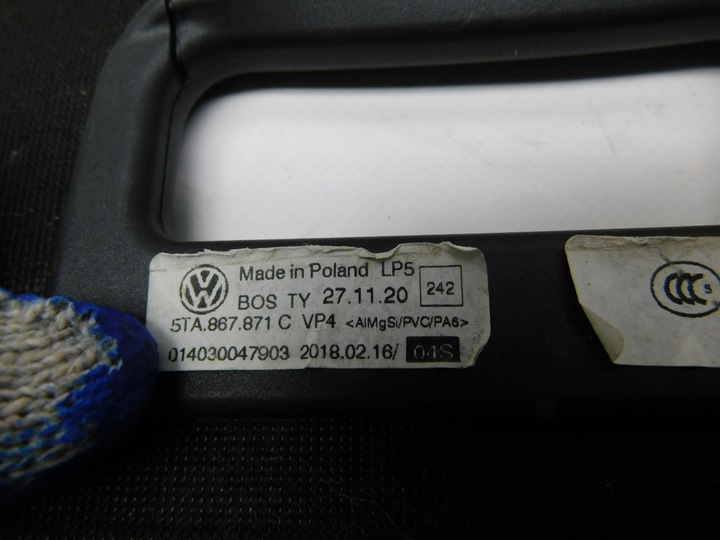 Made in Poland LP5
BOS TY 27.11.20 242
5TA.867.871 C VP4 <AlMgSi/PVC/PA6>
014030047903 2018.02.16/ 04S
CCC S